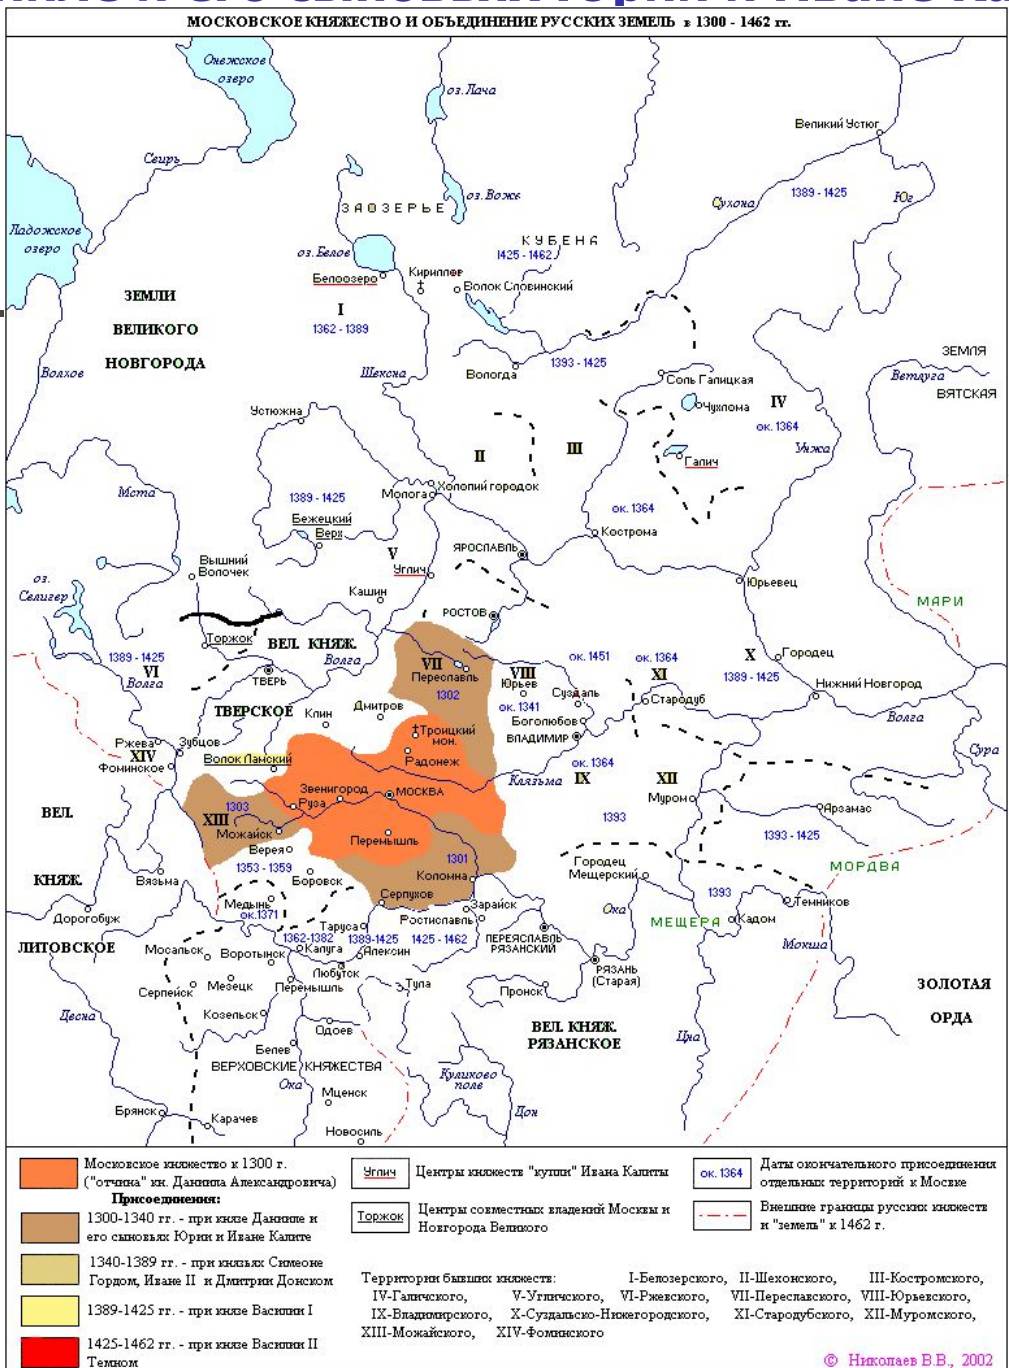 МОСКОВСКОЕ КНЯЖЕСТВО И ОБЪЕДИНЕНИЕ РУССКИХ ЗЕМЕЛЬ в 1300 - 1462 гг.
Онежское
озеро
оз. Лача
Великий Устюг
Свирь
оз. Воже
Сухона
1389 - 1425
Юг
ЗАОЗЕРЬЕ
Ладожское
озеро
КУБЕНА
1425 - 1462
оз. Белое
Белоозеро
Кириллов
Волок Словинский
ЗЕМЛИ
ВЕЛИКОГО
НОВГОРОДА
I
1362 - 1389
Волхов
Шексна
Вологда
1393 - 1425
Соль Галицкая
ЗЕМЛЯ
ВЯТСКАЯ
Ветлуга
Чухлома
IV
ок. 1364
Устюжна
II
III
Галич
Унжа
Мста
1389 - 1425
Молога
Холопий городок
ок. 1364
Бежецкий
Верх
Кострома
V
ЯРОСЛАВЛЬ
Вышний
Волочек
Углич
Юрьевец
оз.
Селигер
Кашин
РОСТОВ
МАРИ
Торжок
ВЕЛ. КНЯЖ.
1389 - 1425
VI
Волга
Волга
VII
Переславль
1302
VIII
Юрьев
ок. 1341
ок. 1451
ок. 1364
XI
X
Городец
1389 - 1425
ТВЕРЬ
Суздаль
Стародуб
Нижний Новгород
ТВЕРСКОЕ
Клин
Дмитров
Троицкий
мон.
Боголюбов
ВЛАДИМИР
Волга
Ржева
Зубцов
XIV
Фоминское
Волок Ламский
Радонеж
Клязьма
ок. 1364
IX
XII
Сура
Звенигород
МОСКВА
Руза
Муром
Арзамас
ВЕЛ.
1303
XIII
Можайск
Перемышль
1393
1393 - 1425
Верея
1301
1353 - 1359
Городец
Мещерский
МОРДВА
КНЯЖ.
Вязьма
Боровск
Коломна
Медынь
ок.1371
Серпухов
Зарайск
1393
Темников
Дорогобуж
Таруса
Ростиславль
Ока
МЕЩЕРА
Кадом
ЛИТОВСКОЕ
1362-1382
1389-1425
1425 - 1462
ПЕРЕЯСЛАВЛЬ
РЯЗАНСКИЙ
Мокша
Мосальск
Воротынск
Калуга
Алексин
Любутск
РЯЗАНЬ
(Старая)
Серпейск
Мезецк
Перемышль
Тула
Пронск
ЗОЛОТАЯ
ОРДА
Десна
Козельск
Одоев
ВЕЛ. КНЯЖ.
РЯЗАНСКОЕ
Цна
Белев
ВЕРХОВСКИЕ КНЯЖЕСТВА
Куликово
поле
Ока
Мценск
Дон
Брянск
Карачев
Новосиль
Московское княжество к 1300 г.
("отчина" кн. Даниила Александровича)
Присоединения:
1300-1340 гг. - при князе Данииле и
его сыновьях Юрии и Иване Калите
1340-1389 гг. - при князьях Симеоне
Гордом, Иване II и Дмитрии Донском
1389-1425 гг. - при князе Василии I
1425-1462 гг. - при князе Василии II
Темном
Углич
Центры княжеств "купли" Ивана Калиты
Торжок
Центры совместных владений Москвы и
Новгорода Великого
ок. 1364
Даты окончательного присоединения
отдельных территорий к Москве
Внешние границы русских княжеств
и "земель" к 1462 г.
Территории бывших княжеств: I-Белозерского, II-Шехонского, III-Костромского,
IV-Галичского, V-Угличского, VI-Ржевского, VII-Переславского, VIII-Юрьевского,
IX-Владимирского, X-Суздальско-Нижегородского, XI-Стародубского, XII-Муромского,
XIII-Можайского, XIV-Фоминского
© Николаев В.В., 2002